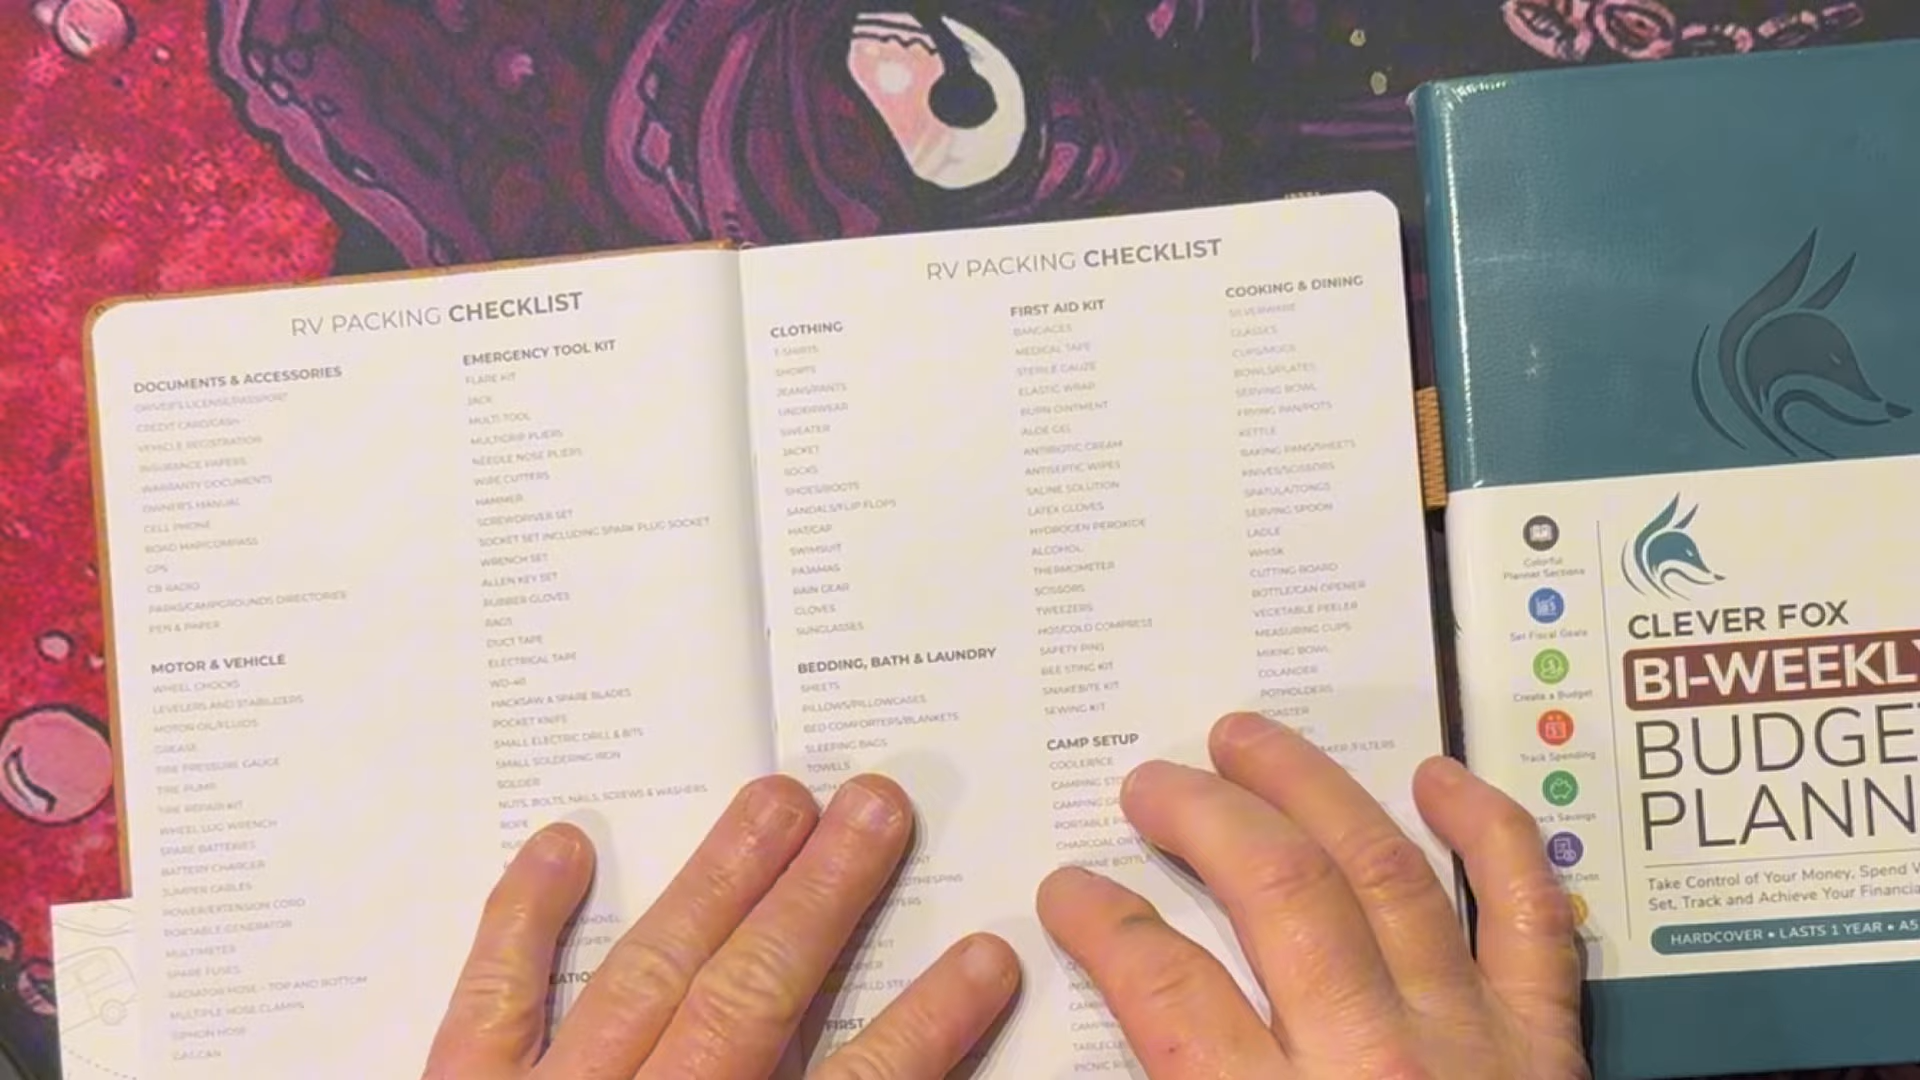 RV PACKING CHECKLIST
DOCUMENTS & ACCESSORIES
DRIVER'S LICENSE/PASSPORT
CREDIT CARD/CASH
VEHICLE REGISTRATION
INSURANCE PAPERS
WARRANTY DOCUMENTS
OWNER'S MANUAL
CELL PHONE
ROAD MAP/COMPASS
GPS
CB RADIO
PARKS/CAMPGROUNDS DIRECTORIES
PEN & PAPER
MOTOR & VEHICLE
WHEEL CHOCKS
LEVELERS AND STABILIZERS
MOTOR OIL/FLUIDS
GREASE
TIRE PRESSURE GAUGE
TIRE PUMP
TIRE REPAIR KIT
WHEEL LUG WRENCH
SPARE BATTERIES
BATTERY CHARGER
JUMPER CABLES
POWER/EXTENSION CORD
PORTABLE GENERATOR
MULTIMETER
SPARE FUSES
RADIATOR HOSE - TOP AND BOTTOM
MULTIPLE HOSE CLAMPS
SIPHON HOSE
GAS CAN
EMERGENCY TOOL KIT
FLARE KIT
JACK
MULTI-TOOL
MULTIGRIP PLIERS
NEEDLE NOSE PLIERS
WIRE CUTTERS
HAMMER
SCREWDRIVER SET
SOCKET SET INCLUDING SPARK PLUG SOCKET
WRENCH SET
ALLEN KEY SET
RUBBER GLOVES
RAGS
DUCT TAPE
ELECTRICAL TAPE
WD-40
HACKSAW & SPARE BLADES
POCKET KNIFE
SMALL ELECTRIC DRILL & BITS
SMALL SOLDERING IRON
SOLDER
NUTS, BOLTS, NAILS, SCREWS & WASHERS
ROPE
SHOVEL
RV PACKING CHECKLIST
CLOTHING
T-SHIRTS
SHORTS
JEANS/PANTS
UNDERWEAR
SWEATER
JACKET
SOCKS
SHOES/BOOTS
SANDALS/FLIP FLOPS
HAT/CAP
SWIMSUIT
PAJAMAS
RAIN GEAR
GLOVES
SUNGLASSES
BEDDING, BATH & LAUNDRY
SHEETS
PILLOWS/PILLOWCASES
BED COMFORTERS/BLANKETS
SLEEPING BAGS
TOWELS
FIRST
FIRST AID KIT
BANDAGES
MEDICAL TAPE
STERILE GAUZE
ELASTIC WRAP
BURN OINTMENT
ALOE GEL
ANTIBIOTIC CREAM
ANTISEPTIC WIPES
SALINE SOLUTION
LATEX GLOVES
HYDROGEN PEROXIDE
ALCOHOL
THERMOMETER
SCISSORS
TWEEZERS
HOT/COLD COMPRESS
SAFETY PINS
BEE STING KIT
SNAKEBITE KIT
SEWING KIT
CAMP SETUP
COOLER/ICE
CAMPING
CAMPING
PORTABLE
CHARCOAL OR
BOTTLE
PICNIC
COOKING & DINING
SILVERWARE
GLASSES
CUPS/MUGS
BOWLS/PLATES
SERVING BOWL
FRYING PAN/POTS
KETTLE
BAKING PANS/SHEETS
KNIVES/SCISSORS
SPATULA/TONGS
SERVING SPOON
LADLE
WHISK
CUTTING BOARD
BOTTLE/CAN OPENER
VEGETABLE PEELER
MEASURING CUPS
MIXING BOWL
COLANDER
POTHOLDERS
TOASTER
/FILTERS
Colorful
Planner Sections
Set Fiscal Goals
Create a Budget
Track Spending
Savings
Debt
CLEVER FOX
BI-WEEKLY
BUDGE
PLANN
Take Control of Your Money, Spend
Set, Track and Achieve Your Financia
HARDCOVER • LASTS 1 YEAR • A5